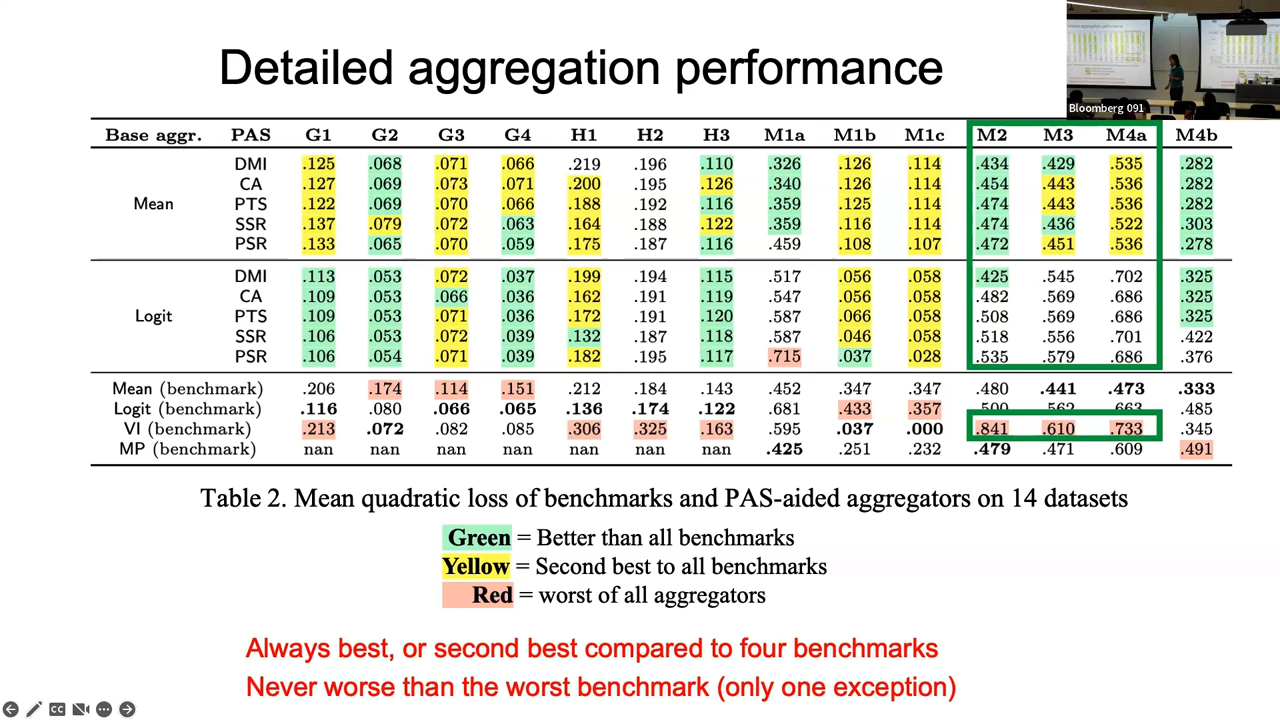 Detailed aggregation performance
Bloomberg 091
Base aggr. PAS G1 G2 G3 G4 H1 H2 H3 M1a M1b M1c M2 M3 M4a M4b
DMI .125 .068 .071 .066 .219 .196 .110 .326 .126 .114 .434 .429 .535 .282
CA .127 .069 .073 .071 .200 .195 .126 .340 .126 .114 .454 .443 .536 .282
Mean PTS .122 .069 .070 .066 .188 .192 .116 .359 .125 .114 .474 .443 .536 .282
SSR .137 .079 .072 .063 .164 .188 .122 .359 .116 .114 .474 .436 .522 .303
PSR .133 .065 .070 .059 .175 .187 .116 .459 .108 .107 .472 .451 .536 .278
DMI .113 .053 .072 .037 .199 .194 .115 .517 .056 .058 .425 .545 .702 .325
CA .109 .053 .066 .036 .162 .191 .119 .547 .056 .058 .482 .569 .686 .325
Logit PTS .109 .053 .071 .036 .172 .191 .120 .587 .066 .058 .508 .569 .686 .325
SSR .106 .053 .072 .039 .132 .187 .118 .587 .046 .058 .518 .556 .701 .422
PSR .106 .054 .071 .039 .182 .195 .117 .715 .037 .028 .535 .579 .686 .376
Mean (benchmark) .206 .174 .114 .151 .212 .184 .143 .452 .347 .347 .480 .441 .473 .333
Logit (benchmark) .116 .080 .066 .065 .136 .174 .122 .681 .433 .357 .500 .562 .663 .485
VI (benchmark) .213 .072 .082 .085 .306 .325 .163 .595 .037 .000 .841 .610 .733 .345
MP (benchmark) nan nan nan nan nan nan nan .425 .251 .232 .479 .471 .609 .491
Table 2. Mean quadratic loss of benchmarks and PAS-aided aggregators on 14 datasets
Green = Better than all benchmarks
Yellow = Second best to all benchmarks
Red = worst of all aggregators
Always best, or second best compared to four benchmarks
Never worse than the worst benchmark (only one exception)
CC